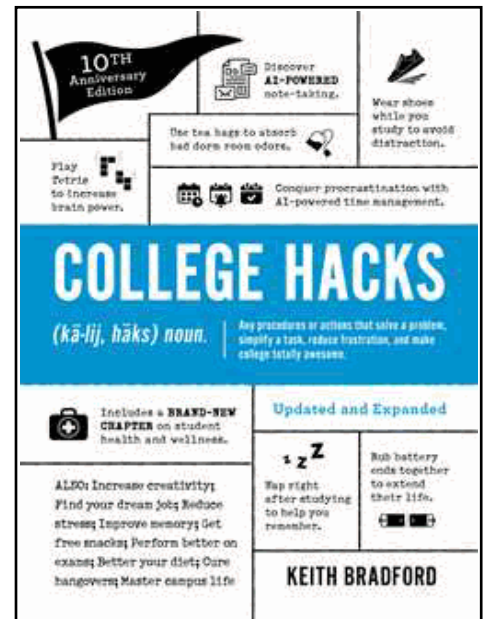 10TH
Anniversary
Edition
Discover
AI-POWERED
note-taking.
Wear shoes
while you
study to avoid
distraction.
Use tea bags to absorb
bad dorm room odors.
Play
Tetris
to increase
brain power.
Conquer procrastination with
AI-powered time management.
COLLEGE HACKS
(kä-lij, häks) noun.
Any procedures or actions that solve a problem,
simplify a task, reduce frustration, and make
college totally awesome.
Includes a BRAND-NEW
CHAPTER on student
health and wellness.
Updated and Expanded
z z Z
Nap right
after studying
to help you
remember.
Rub battery
ends together
to extend
their life.
ALSO: Increase creativity;
Find your dream job; Reduce
stress; Improve memory; Get
free snacks; Perform better on
exams; Better your diet; Cure
hangovers; Master campus life
KEITH BRADFORD